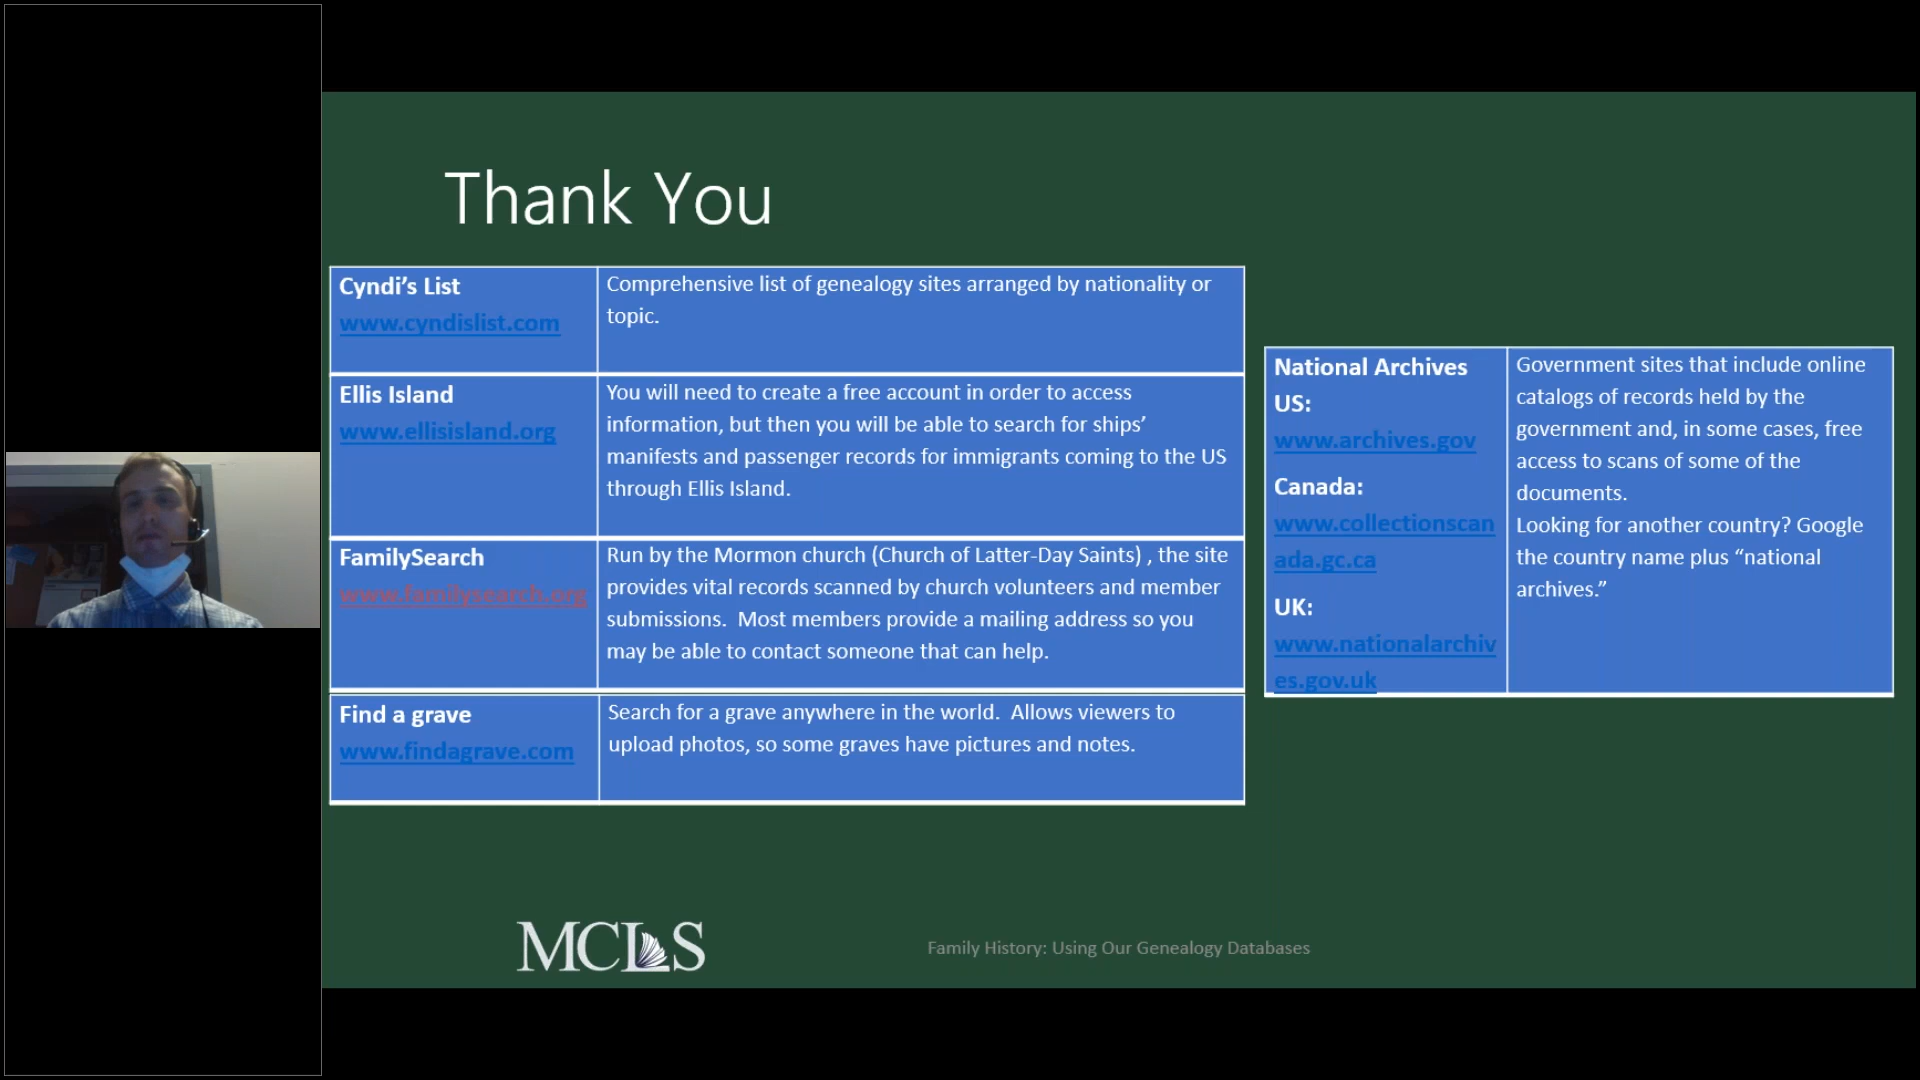 Thank You
Cyndi’s List
www.cyndislist.com
Comprehensive list of genealogy sites arranged by nationality or
topic.
Ellis Island
www.ellisisland.org
You will need to create a free account in order to access
information, but then you will be able to search for ships’
manifests and passenger records for immigrants coming to the US
through Ellis Island.
FamilySearch
www.familysearch.org
Run by the Mormon church (Church of Latter-Day Saints) , the site
provides vital records scanned by church volunteers and member
submissions.  Most members provide a mailing address so you
may be able to contact someone that can help.
Find a grave
www.findagrave.com
Search for a grave anywhere in the world.  Allows viewers to
upload photos, so some graves have pictures and notes.
National Archives
US:
www.archives.gov
Canada:
www.collectionscan
ada.gc.ca
UK:
www.nationalarchiv
es.gov.uk
Government sites that include online
catalogs of records held by the
government and, in some cases, free
access to scans of some of the
documents.
Looking for another country? Google
the country name plus “national
archives.”
MCLS
Family History: Using Our Genealogy Databases